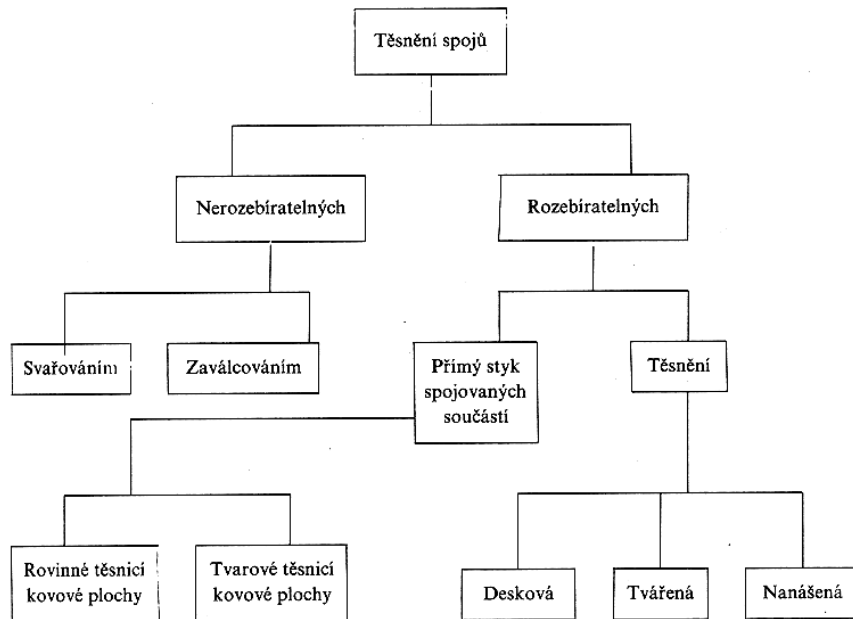 Těsnění spojů
Nerozebíratelných
Rozebíratelných
Svařováním
Zaválcováním
Přímý styk
spojovaných
součástí
Těsnění
Rovinné těsnicí
kovové plochy
Tvarové těsnicí
kovové plochy
Desková
Tvářená
Nanášená